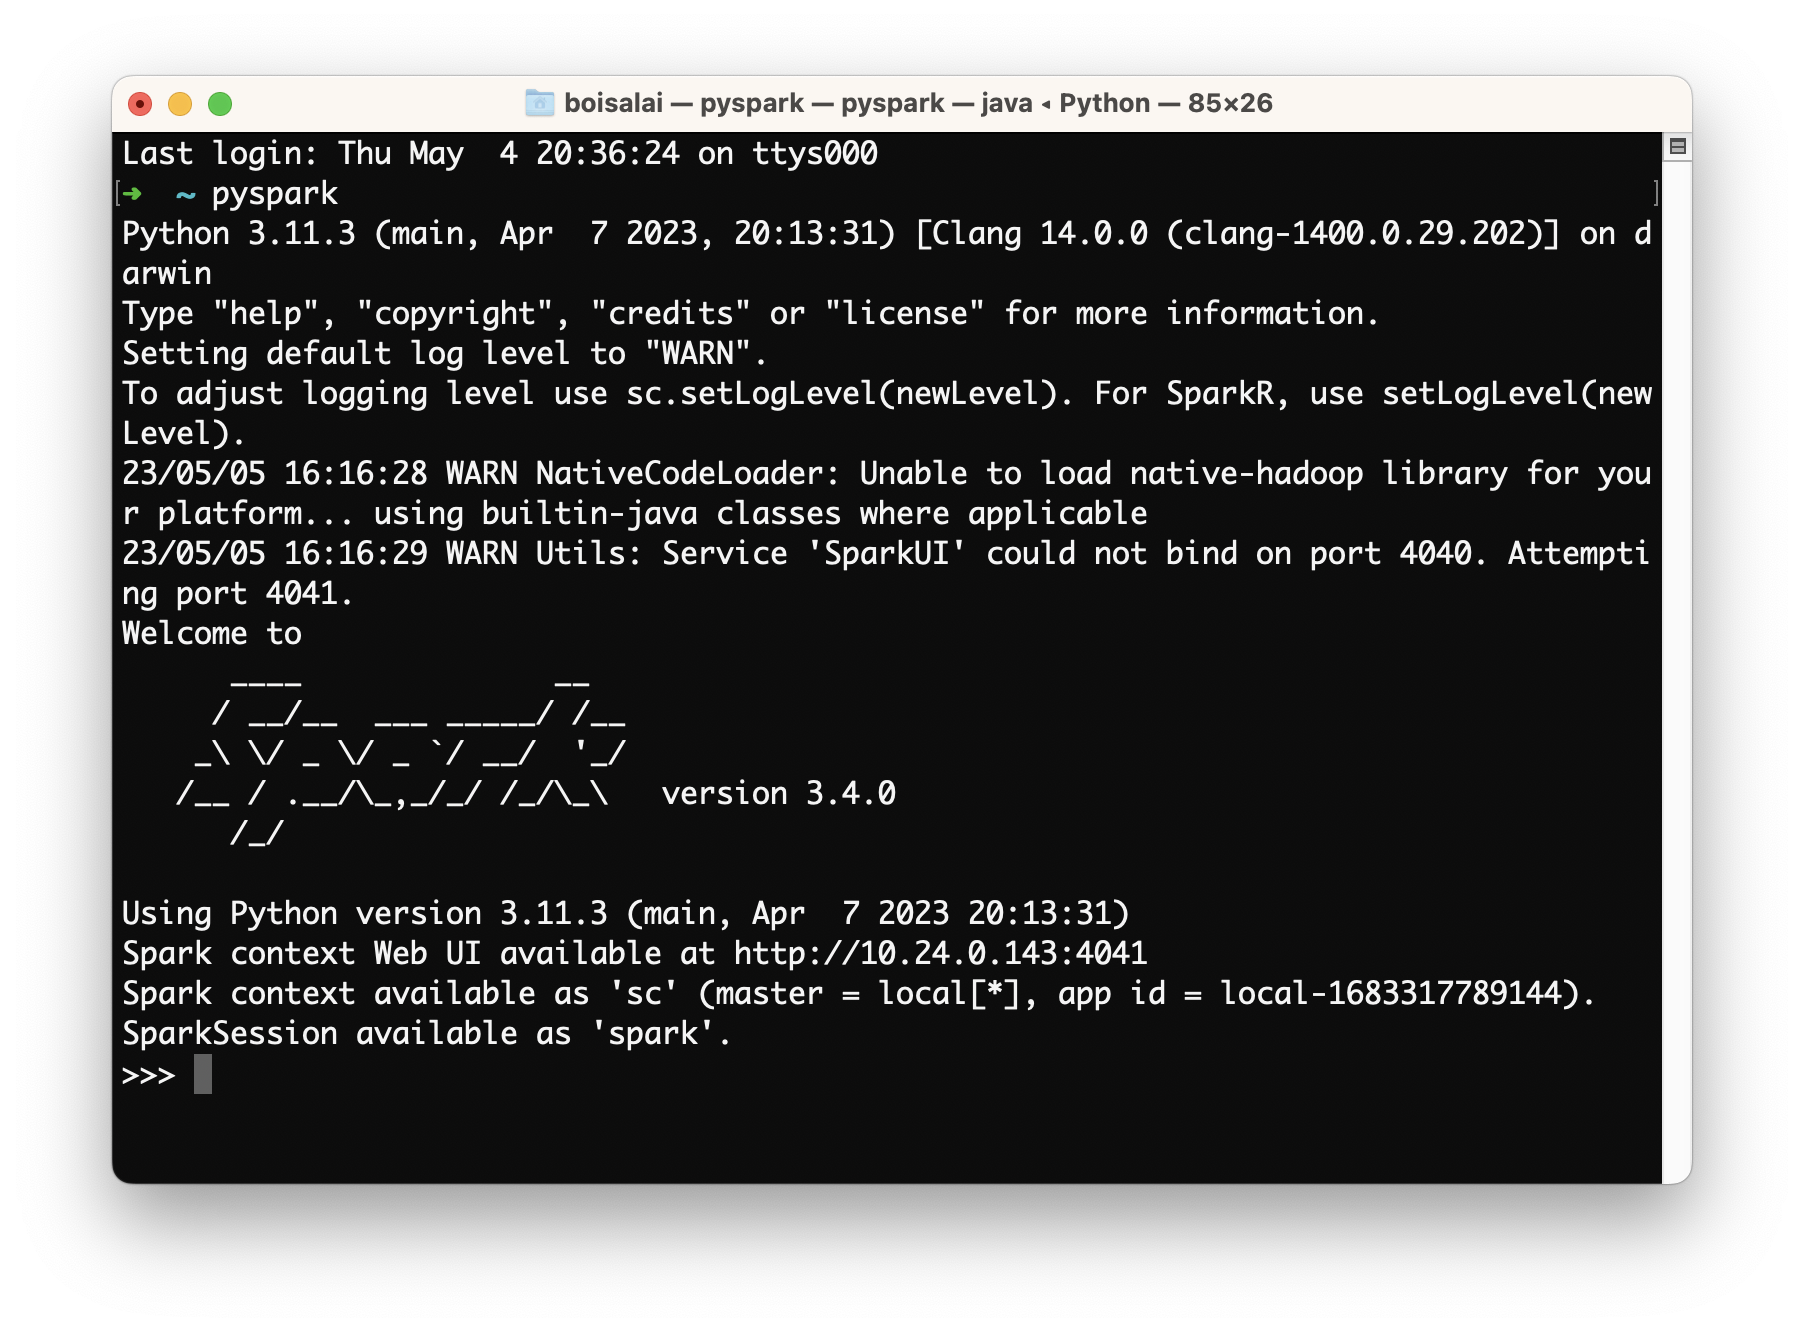 boisalai — pyspark — pyspark — java ◂ Python — 85×26
Last login: Thu May  4 20:36:24 on ttys000
[➜  ~ pyspark ]
Python 3.11.3 (main, Apr  7 2023, 20:13:31) [Clang 14.0.0 (clang-1400.0.29.202)] on d
arwin
Type "help", "copyright", "credits" or "license" for more information.
Setting default log level to "WARN".
To adjust logging level use sc.setLogLevel(newLevel). For SparkR, use setLogLevel(new
Level).
23/05/05 16:16:28 WARN NativeCodeLoader: Unable to load native-hadoop library for you
r platform... using builtin-java classes where applicable
23/05/05 16:16:29 WARN Utils: Service 'SparkUI' could not bind on port 4040. Attempti
ng port 4041.
Welcome to
      ____              __
     / __/__  ___ _____/ /__
    _\ \/ _ \/ _ `/ __/  '_/
   /__ / .__/\_,_/_/ /_/\_\   version 3.4.0
      /_/
Using Python version 3.11.3 (main, Apr  7 2023 20:13:31)
Spark context Web UI available at http://10.24.0.143:4041
Spark context available as 'sc' (master = local[*], app id = local-1683317789144).
SparkSession available as 'spark'.
>>>